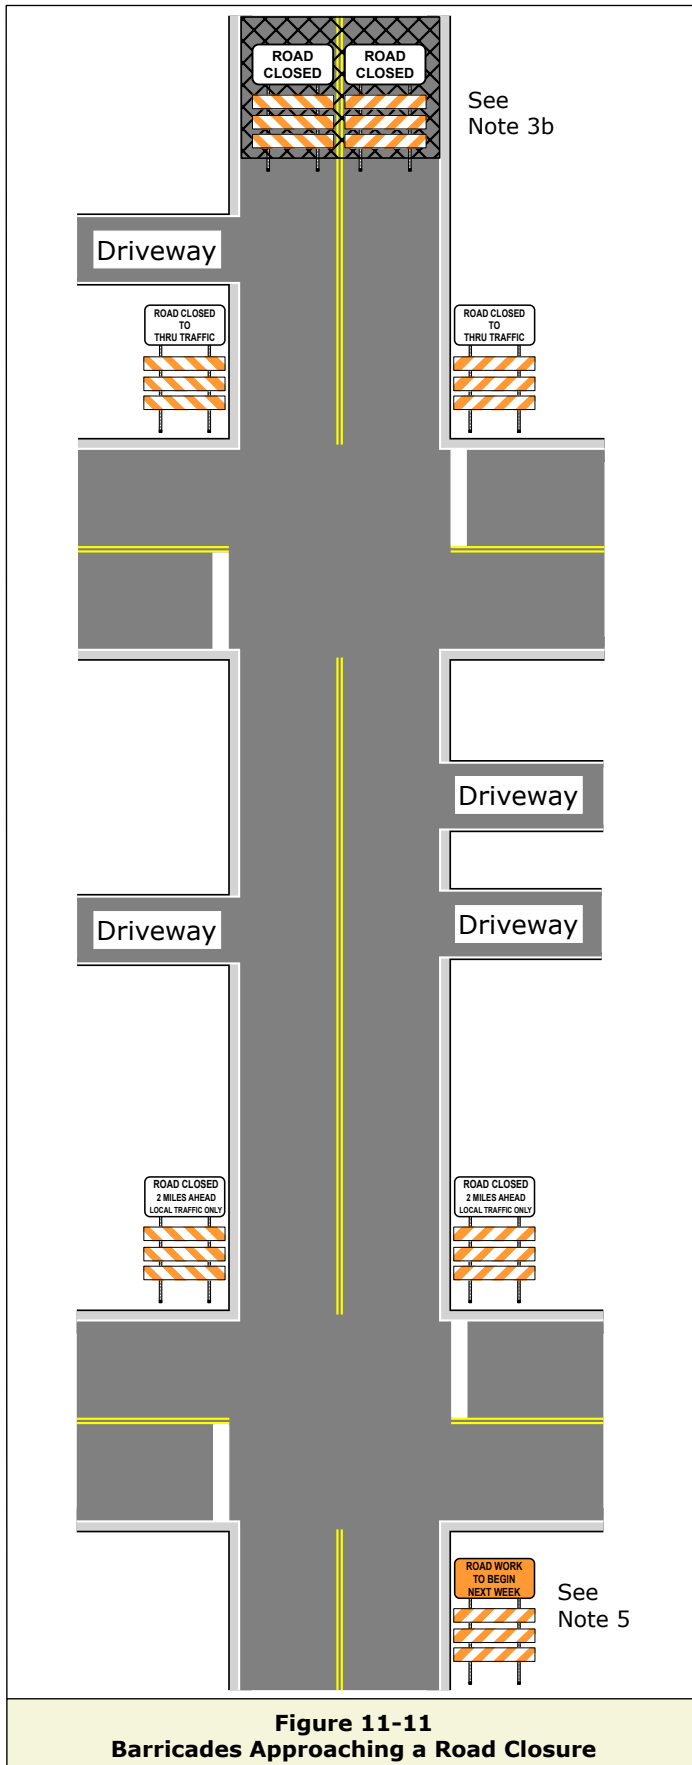 ROAD
CLOSED
ROAD
CLOSED
See
Note 3b
Driveway
ROAD CLOSED
TO
THRU TRAFFIC
ROAD CLOSED
TO
THRU TRAFFIC
Driveway
Driveway
Driveway
ROAD CLOSED
2 MILES AHEAD
LOCAL TRAFFIC ONLY
ROAD CLOSED
2 MILES AHEAD
LOCAL TRAFFIC ONLY
ROAD WORK
TO BEGIN
NEXT WEEK
See
Note 5
Figure 11-11
Barricades Approaching a Road Closure